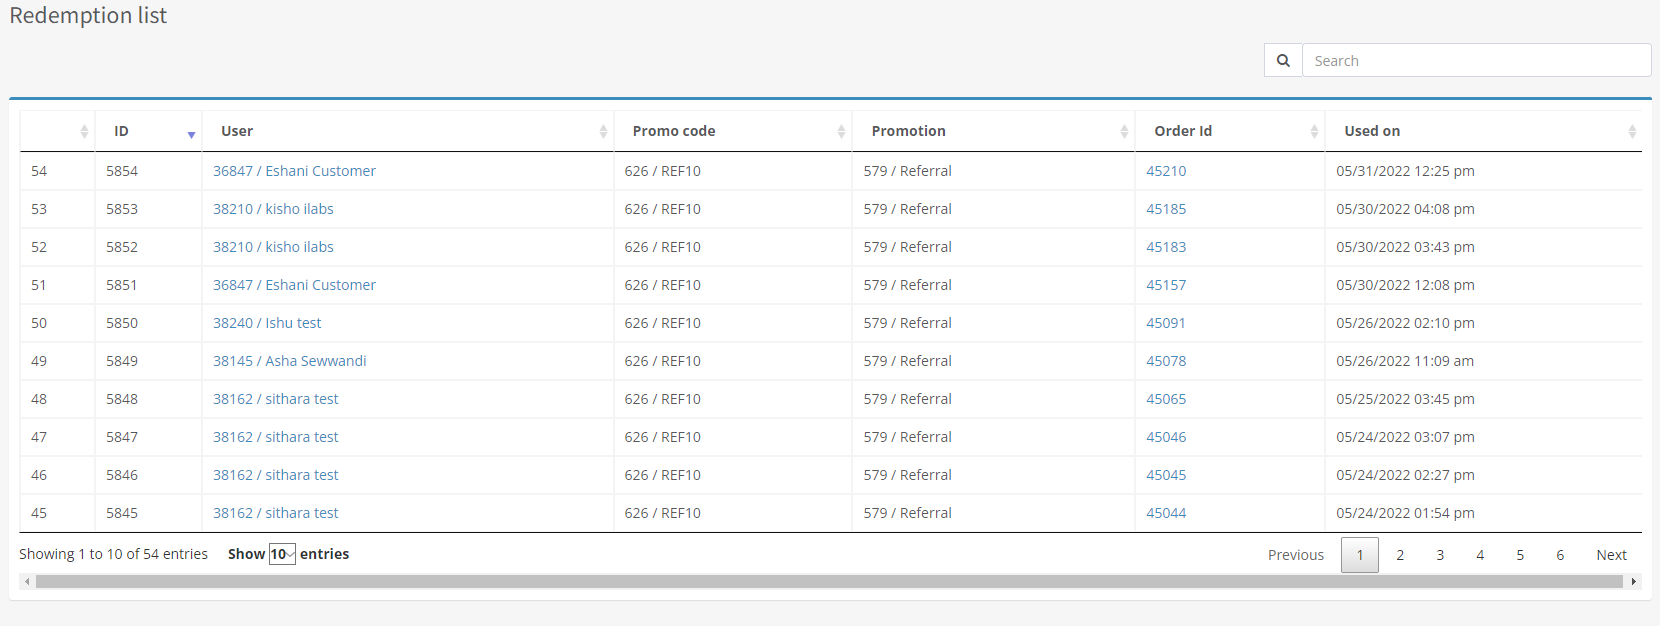 Redemption list
Search
ID User Promo code Promotion Order Id Used on
54 5854 36847 / Eshani Customer 626 / REF10 579 / Referral 45210 05/31/2022 12:25 pm
53 5853 38210 / kisho ilabs 626 / REF10 579 / Referral 45185 05/30/2022 04:08 pm
52 5852 38210 / kisho ilabs 626 / REF10 579 / Referral 45183 05/30/2022 03:43 pm
51 5851 36847 / Eshani Customer 626 / REF10 579 / Referral 45157 05/30/2022 12:08 pm
50 5850 38240 / Ishu test 626 / REF10 579 / Referral 45091 05/26/2022 02:10 pm
49 5849 38145 / Asha Sewwandi 626 / REF10 579 / Referral 45078 05/26/2022 11:09 am
48 5848 38162 / sithara test 626 / REF10 579 / Referral 45065 05/25/2022 03:45 pm
47 5847 38162 / sithara test 626 / REF10 579 / Referral 45046 05/24/2022 03:07 pm
46 5846 38162 / sithara test 626 / REF10 579 / Referral 45045 05/24/2022 02:27 pm
45 5845 38162 / sithara test 626 / REF10 579 / Referral 45044 05/24/2022 01:54 pm
Showing 1 to 10 of 54 entries Show 10 entries Previous 1 2 3 4 5 6 Next